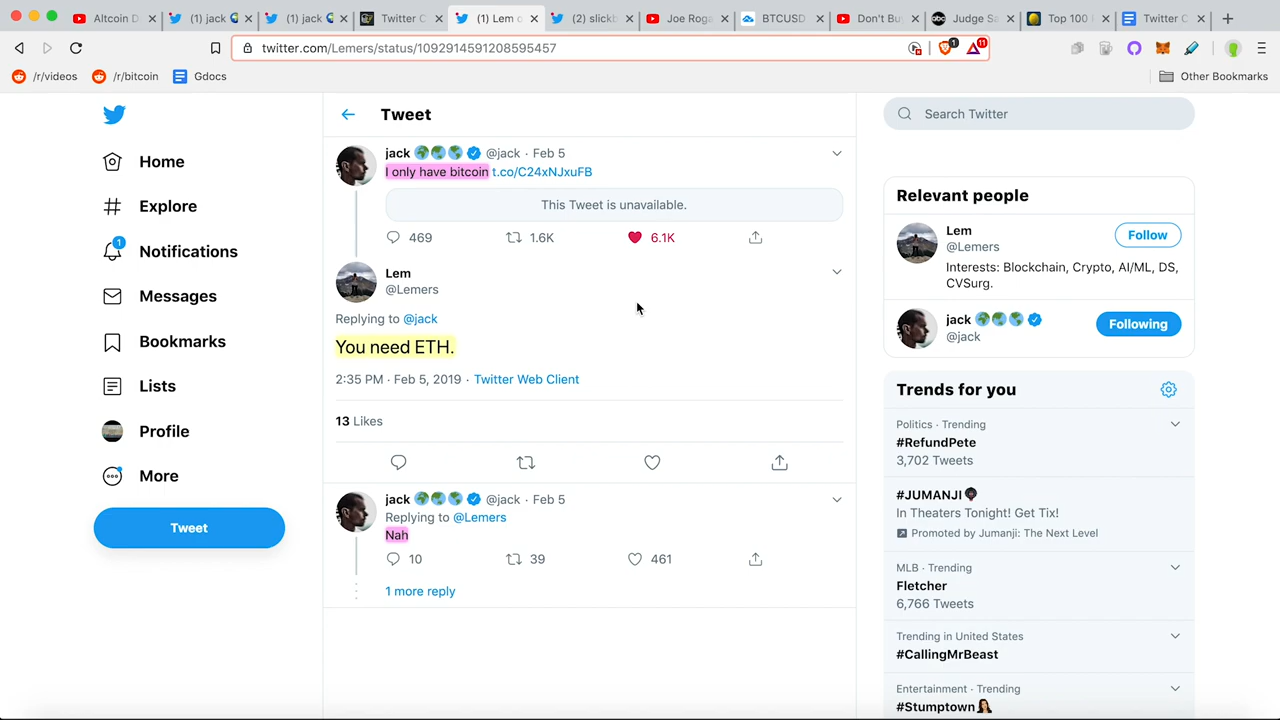 Altcoin D
(1) jack
(1) jack
Twitter C
(1) Lem o
(2) slickb
Joe Roga
BTCUSD
Don't Bu
Judge Sa
Top 100
Twitter C
twitter.com/Lemers/status/1092914591208595457
1
11
/r/videos
/r/bitcoin
Gdocs
Other Bookmarks
Home
Explore
1
Notifications
Messages
Bookmarks
Lists
Profile
More
Tweet
Tweet
jack @jack · Feb 5
I only have bitcoin t.co/C24xNJxuFB
This Tweet is unavailable.
469 1.6K 6.1K
Lem
@Lemers
Replying to @jack
You need ETH.
2:35 PM · Feb 5, 2019 · Twitter Web Client
13 Likes
jack @jack · Feb 5
Replying to @Lemers
Nah
10 39 461
1 more reply
Search Twitter
Relevant people
Lem
@Lemers
Follow
Interests: Blockchain, Crypto, AI/ML, DS,
CVSurg.
jack
@jack
Following
Trends for you
Politics · Trending
#RefundPete
3,702 Tweets
#JUMANJI
In Theaters Tonight! Get Tix!
Promoted by Jumanji: The Next Level
MLB · Trending
Fletcher
6,766 Tweets
Trending in United States
#CallingMrBeast
Entertainment · Trending
#Stumptown